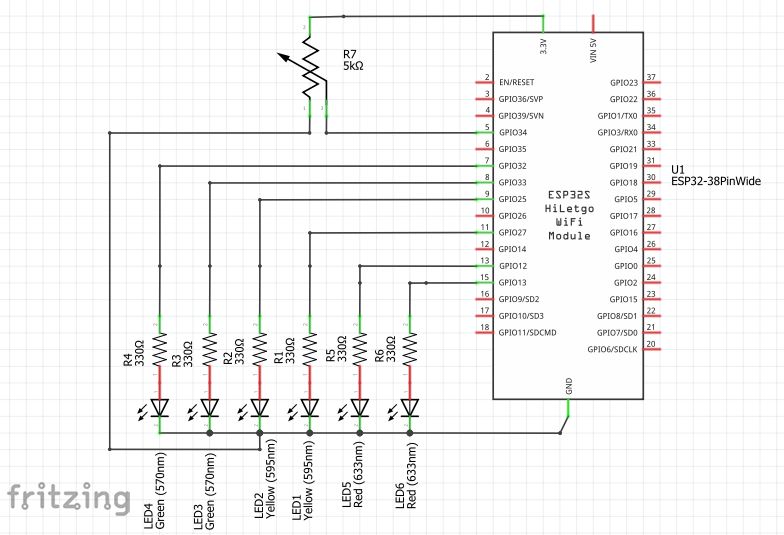 R7
5kΩ
3.3V
VIN 5V
2 EN/RESET
3 GPIO36/SVP
4 GPIO39/SVN
5 GPIO34
6 GPIO35
7 GPIO32
8 GPIO33
9 GPIO25
10 GPIO26
11 GPIO27
12 GPIO14
13 GPIO12
15 GPIO13
16 GPIO9/SD2
17 GPIO10/SD3
18 GPIO11/SDCMD
GPIO23 37
GPIO22 36
GPIO1/TX0 35
GPIO3/RX0 34
GPIO21 33
GPIO19 31
GPIO18 30
GPIO5 29
GPIO17 28
GPIO16 27
GPIO4 26
GPIO0 25
GPIO2 24
GPIO15 23
GPIO8/SD1 22
GPIO7/SD0 21
GPIO6/SDCLK 20
ESP32S
HiLetgo
WiFi
Module
U1
ESP32-38PinWide
GND
R4
330Ω
R3
330Ω
R2
330Ω
R1
330Ω
R5
330Ω
R6
330Ω
LED4
Green (570nm)
LED3
Green (570nm)
LED2
Yellow (595nm)
LED1
Yellow (595nm)
LED5
Red (633nm)
LED6
Red (633nm)
fritzing